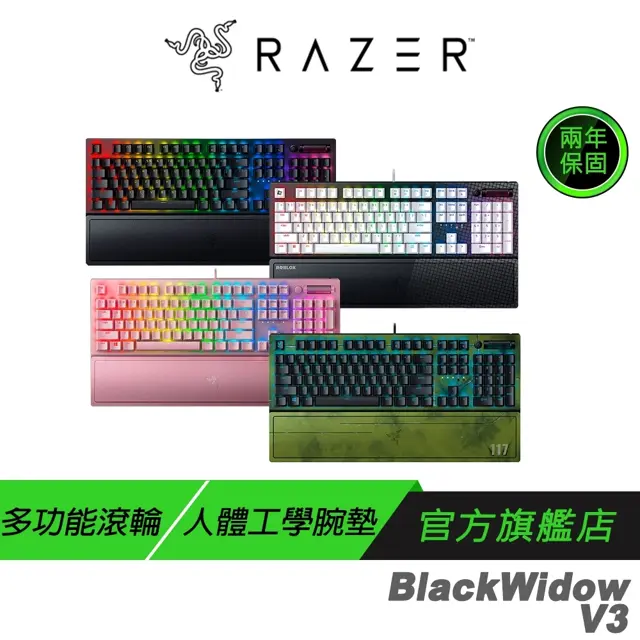 RAZER™
兩年
保固
ROBLOX
117
多功能滾輪
人體工學腕墊
官方旗艦店
BlackWidow
V3